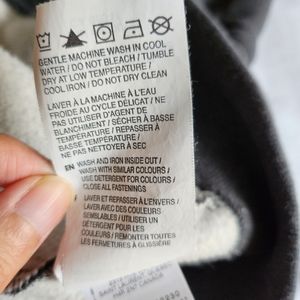 GENTLE MACHINE WASH IN COOL
WATER / DO NOT BLEACH / TUMBLE
DRY AT LOW TEMPERATURE /
COOL IRON / DO NOT DRY CLEAN
LAVER À LA MACHINE À L'EAU
FROIDE AU CYCLE DÉLICAT / NE
PAS UTILISER D'AGENT DE
BLANCHIMENT / SÉCHER À BASSE
TEMPÉRATURE / REPASSER À
BASSE TEMPÉRATURE /
NE PAS NETTOYER À SEC
EN WASH AND IRON INSIDE OUT /
WASH WITH SIMILAR COLOURS /
USE DETERGENT FOR COLOURS /
CLOSE ALL FASTENINGS
LAVER ET REPASSER À L'ENVERS /
LAVER AVEC DES COULEURS
SEMBLABLES / UTILISER UN
DÉTERGENT POUR LES
COULEURS / REMONTER TOUTES
LES FERMETURES À GLISSIÈRE